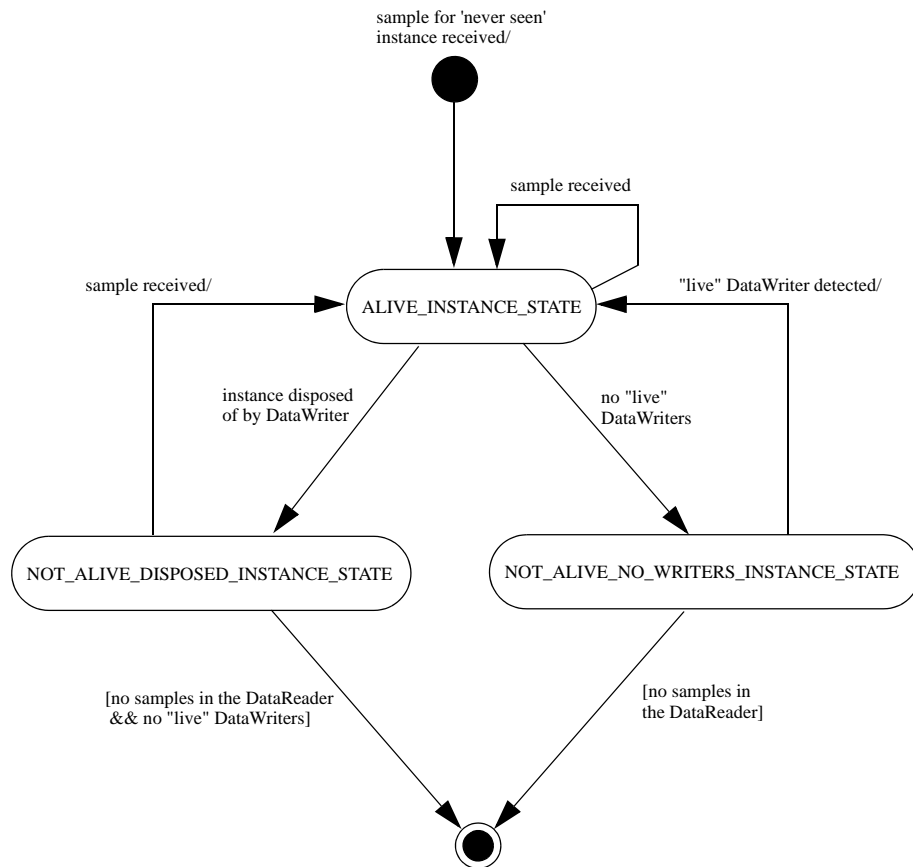 sample for 'never seen'
instance received/
sample received
sample received/
"live" DataWriter detected/
ALIVE_INSTANCE_STATE
instance disposed
of by DataWriter
no "live"
DataWriters
NOT_ALIVE_DISPOSED_INSTANCE_STATE
NOT_ALIVE_NO_WRITERS_INSTANCE_STATE
[no samples in the DataReader
&& no "live" DataWriters]
[no samples in
the DataReader]